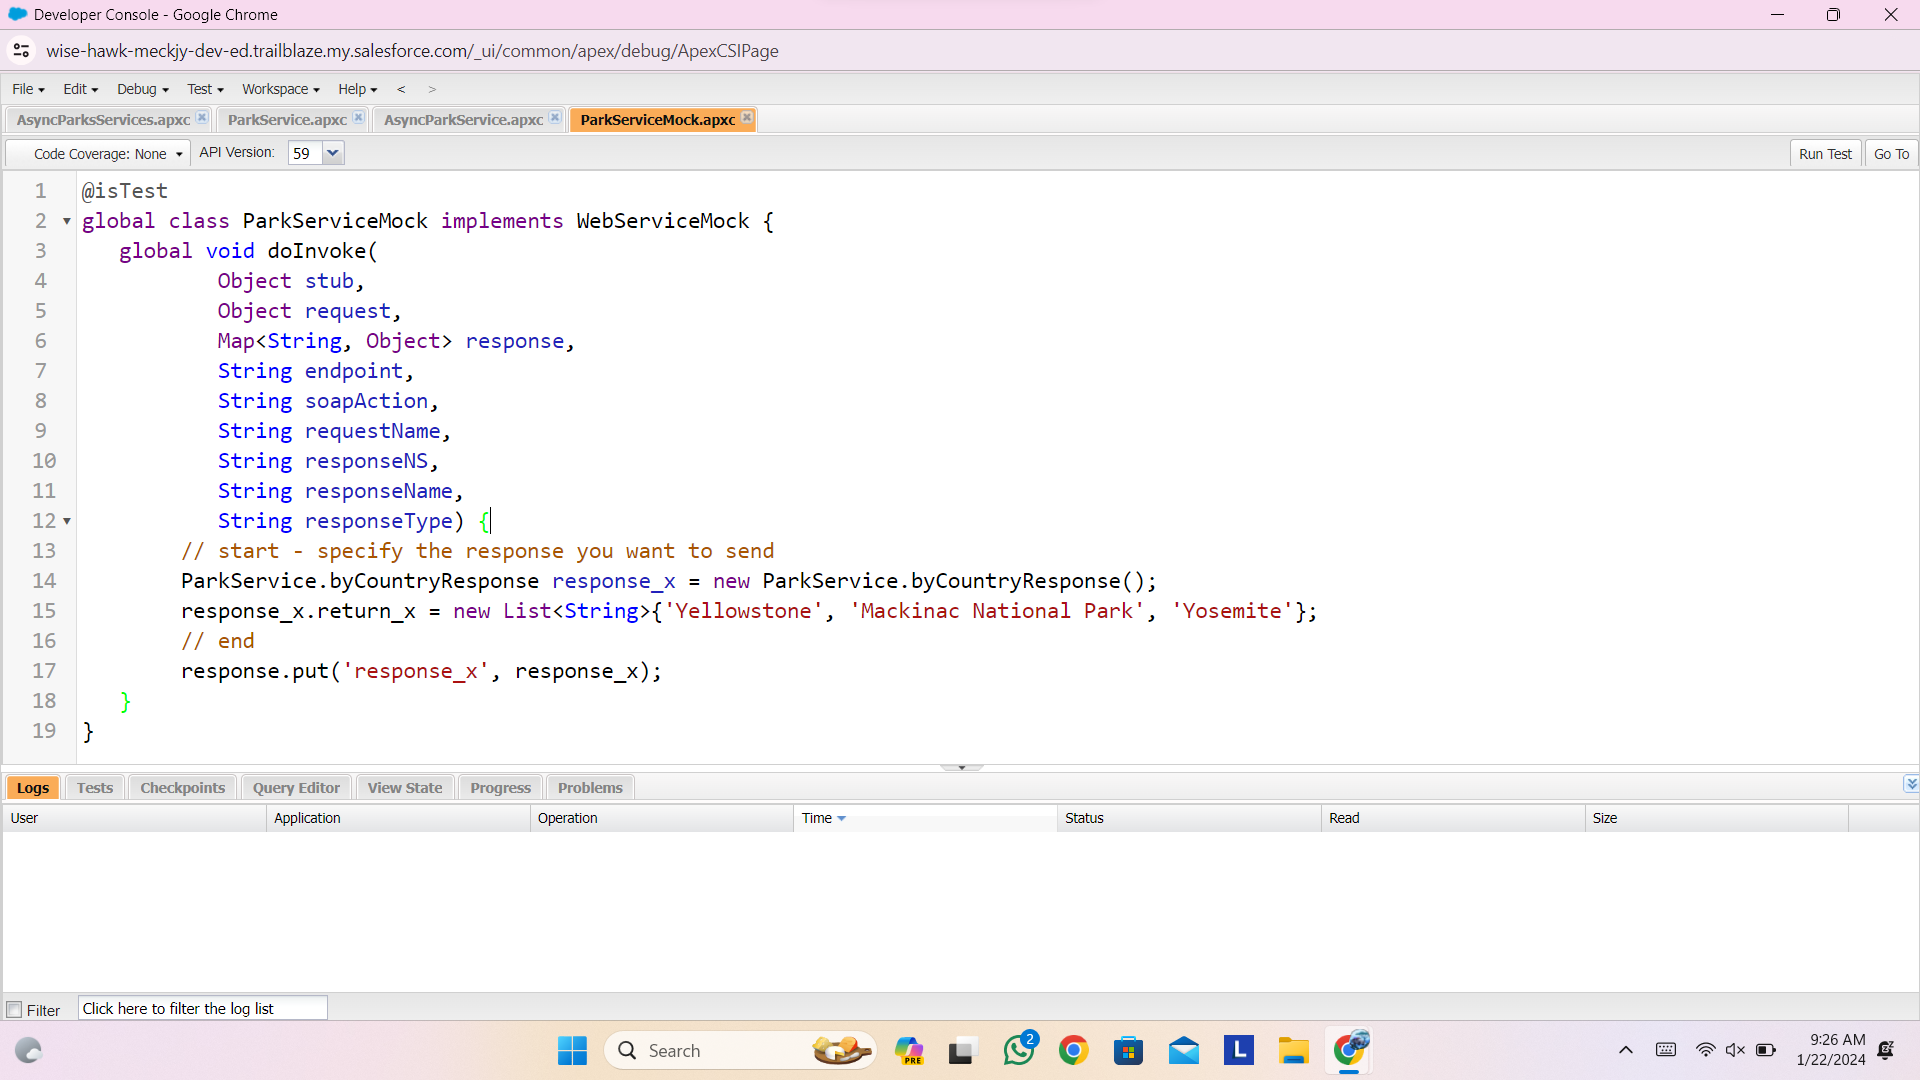 Developer Console - Google Chrome
wise-hawk-meckjy-dev-ed.trailblaze.my.salesforce.com/_ui/common/apex/debug/ApexCSIPage
File Edit Debug Test Workspace Help < >
AsyncParksServices.apxc ParkService.apxc AsyncParkService.apxc ParkServiceMock.apxc
Code Coverage: None API Version: 59 Run Test Go To
1 @isTest
2 global class ParkServiceMock implements WebServiceMock {
3 global void doInvoke(
4 Object stub,
5 Object request,
6 Map<String, Object> response,
7 String endpoint,
8 String soapAction,
9 String requestName,
10 String responseNS,
11 String responseName,
12 String responseType) {
13 // start - specify the response you want to send
14 ParkService.byCountryResponse response_x = new ParkService.byCountryResponse();
15 response_x.return_x = new List<String>{'Yellowstone', 'Mackinac National Park', 'Yosemite'};
16 // end
17 response.put('response_x', response_x);
18 }
19 }
Logs Tests Checkpoints Query Editor View State Progress Problems
User Application Operation Time Status Read Size
Filter Click here to filter the log list
Search PRE 2 L 9:26 AM
1/22/2024